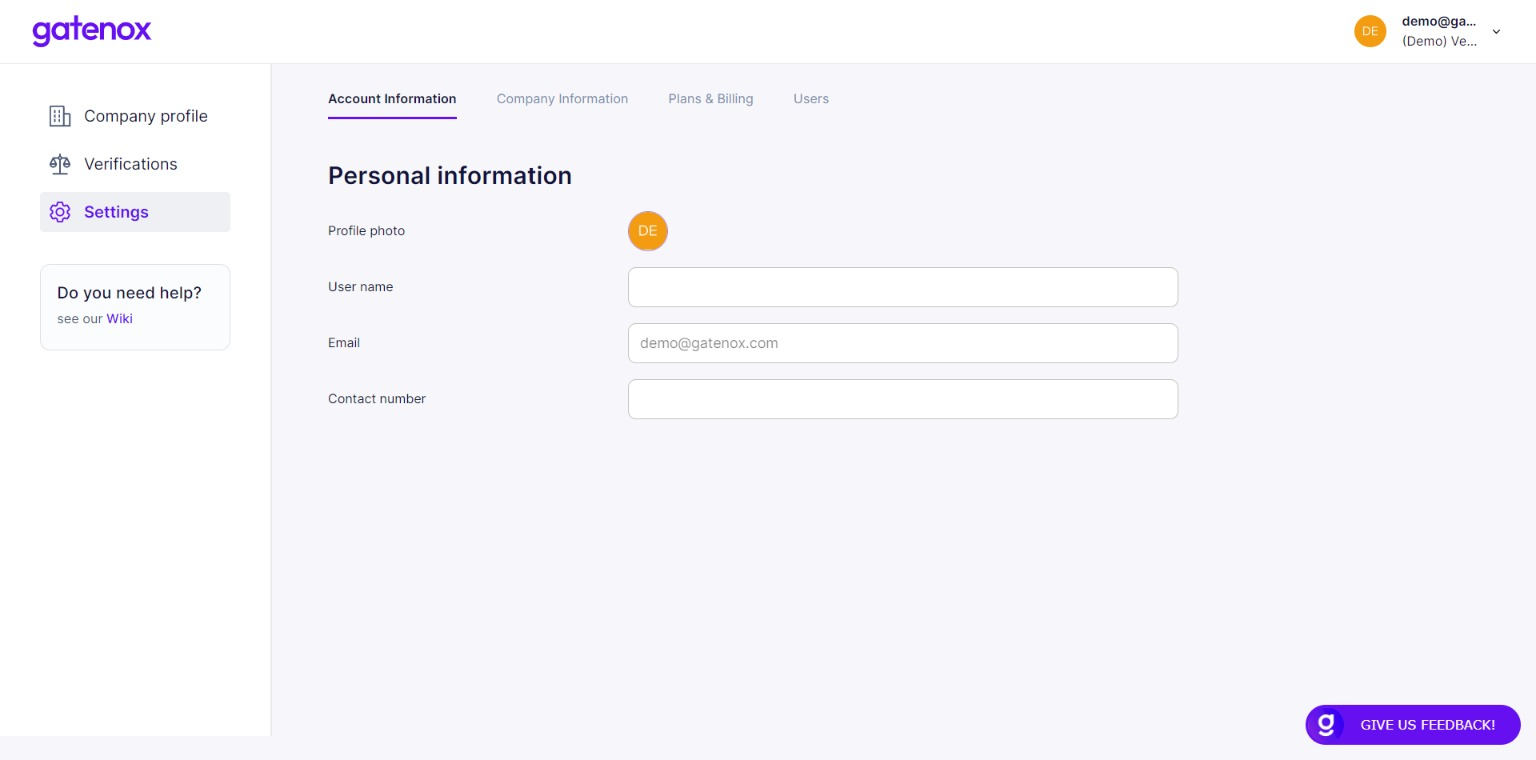 gatenox
DE
demo@ga...
(Demo) Ve...
Company profile
Verifications
Settings
Do you need help?
see our Wiki
Account Information
Company Information
Plans & Billing
Users
Personal information
Profile photo
DE
User name
Email
demo@gatenox.com
Contact number
g
GIVE US FEEDBACK!